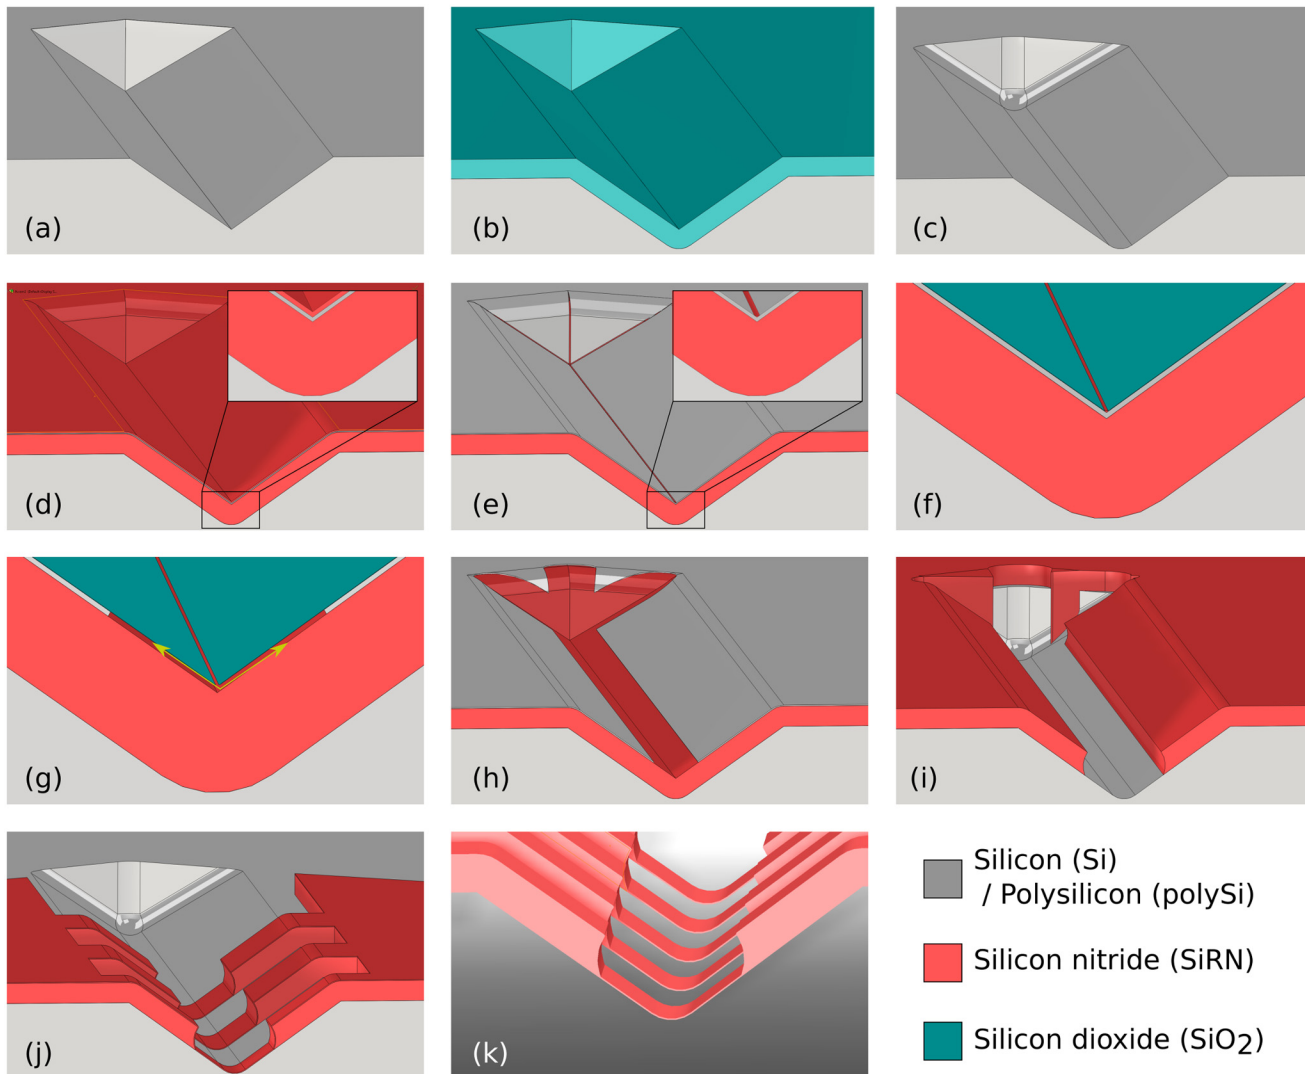 (a)
(b)
(c)
(d)
(e)
(f)
(g)
(h)
(i)
(j)
(k)
Silicon (Si)
/ Polysilicon (polySi)
Silicon nitride (SiRN)
Silicon dioxide (SiO2)